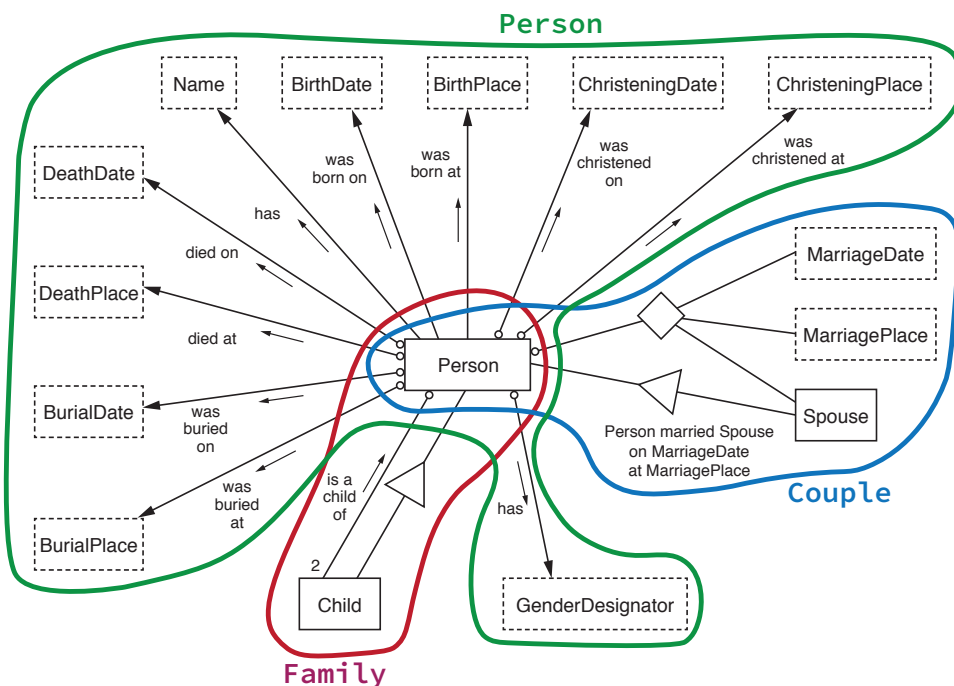 Person
Name
BirthDate
BirthPlace
ChristeningDate
ChristeningPlace
DeathDate
has
was
born on
was
born at
was
christened
on
was
christened at
died on
DeathPlace
died at
MarriageDate
MarriagePlace
Person
BurialDate
was
buried
on
Spouse
Person married Spouse
on MarriageDate
at MarriagePlace
Couple
was
buried
at
is a
child
of
has
BurialPlace
2
Child
GenderDesignator
Family